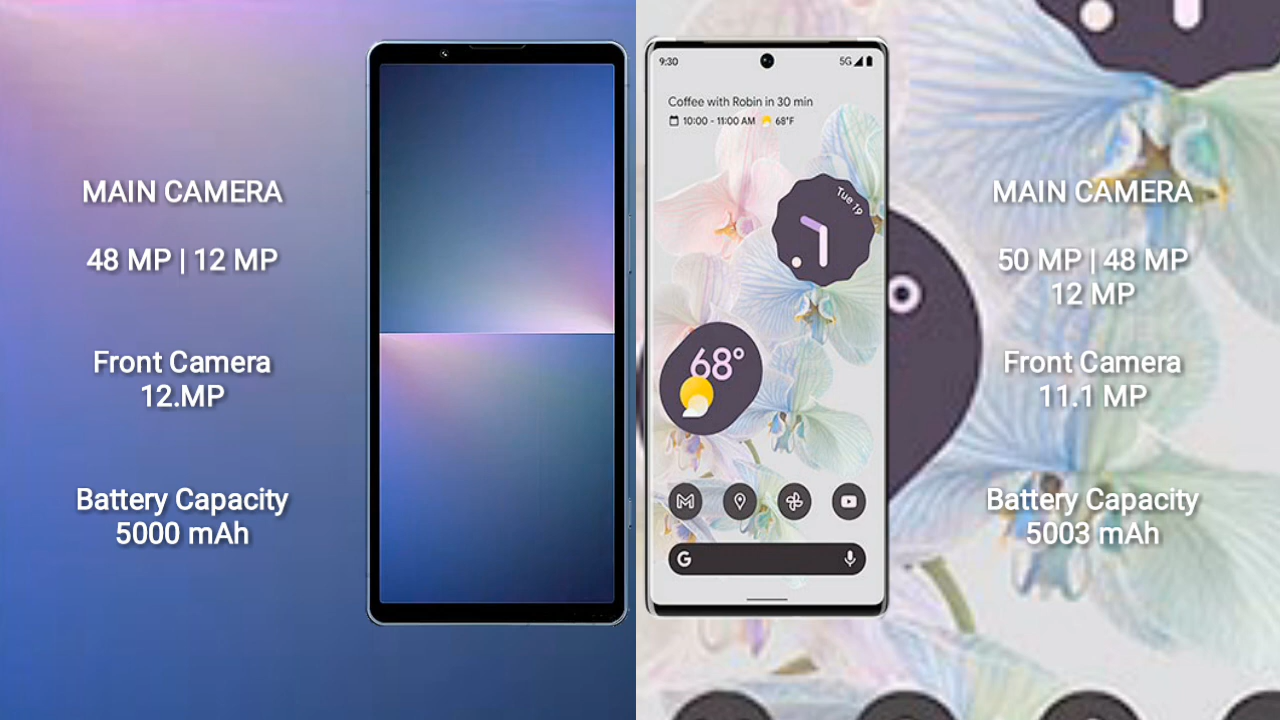 MAIN CAMERA
48 MP | 12 MP
Front Camera
12.MP
Battery Capacity
5000 mAh
9:30
5G
Coffee with Robin in 30 min
10:00 - 11:00 AM 68°F
Tue 19
68°
G
MAIN CAMERA
50 MP | 48 MP
12 MP
Front Camera
11.1 MP
Battery Capacity
5003 mAh